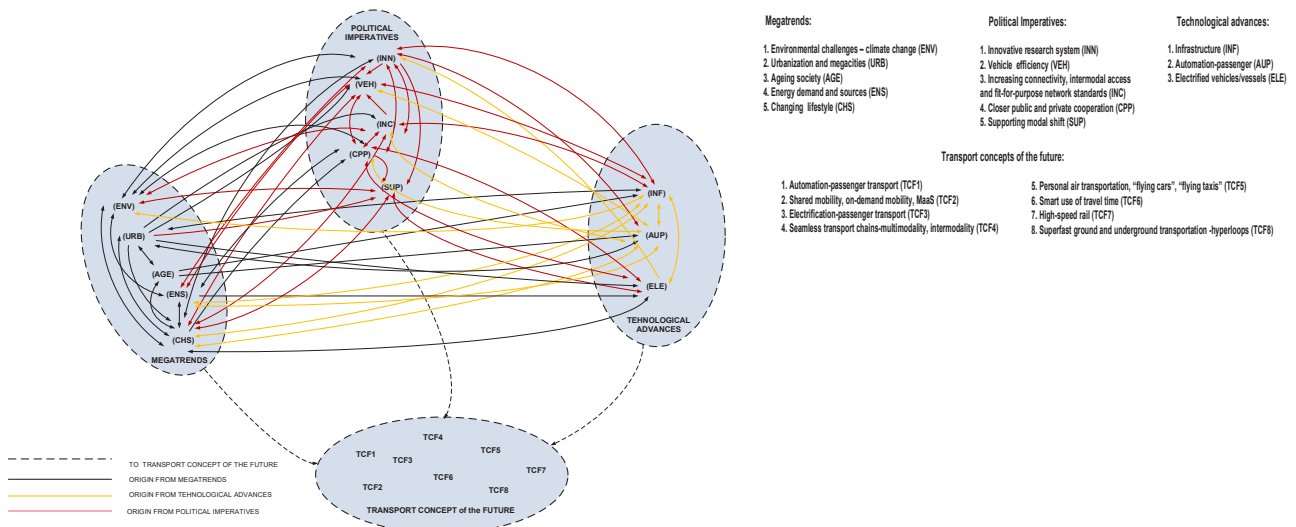 POLITICAL
IMPERATIVES
(INN)
(VEH)
(INC)
(CPP)
(SUP)
(ENV)
(URB)
(AGE)
(ENS)
(CHS)
MEGATRENDS
(INF)
(AUP)
(ELE)
TEHNOLOGICAL
ADVANCES
TCF4
TCF1
TCF3
TCF5
TCF7
TCF6
TCF2
TCF8
TRANSPORT CONCEPT of the FUTURE
TO TRANSPORT CONCEPT OF THE FUTURE
ORIGIN FROM MEGATRENDS
ORIGIN FROM TECHNOLOGICAL ADVANCES
ORIGIN FROM POLITICAL IMPERATIVES
Megatrends:
1. Environmental challenges – climate change (ENV)
2. Urbanization and megacities (URB)
3. Ageing society (AGE)
4. Energy demand and sources (ENS)
5. Changing lifestyle (CHS)
Political Imperatives:
1. Innovative research system (INN)
2. Vehicle efficiency (VEH)
3. Increasing connectivity, intermodal access
and fit-for-purpose network standards (INC)
4. Closer public and private cooperation (CPP)
5. Supporting modal shift (SUP)
Technological advances:
1. Infrastructure (INF)
2. Automation-passenger (AUP)
3. Electrified vehicles/vessels (ELE)
Transport concepts of the future:
1. Automation-passenger transport (TCF1)
2. Shared mobility, on-demand mobility, MaaS (TCF2)
3. Electrification-passenger transport (TCF3)
4. Seamless transport chains-multimodality, intermodality (TCF4)
5. Personal air transportation, “flying cars”, “flying taxis” (TCF5)
6. Smart use of travel time (TCF6)
7. High-speed rail (TCF7)
8. Superfast ground and underground transportation -hyperloops (TCF8)